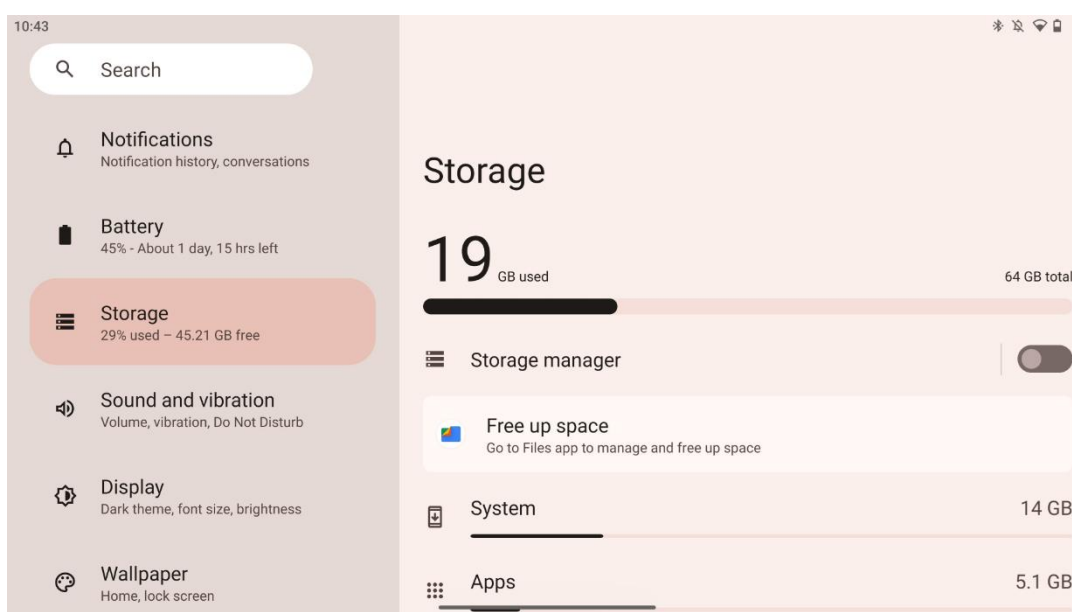 10:43
Search
Notifications
Notification history, conversations
Battery
45% - About 1 day, 15 hrs left
Storage
29% used – 45.21 GB free
Sound and vibration
Volume, vibration, Do Not Disturb
Display
Dark theme, font size, brightness
Wallpaper
Home, lock screen
Storage
19 GB used
64 GB total
Storage manager
Free up space
Go to Files app to manage and free up space
System 14 GB
Apps 5.1 GB